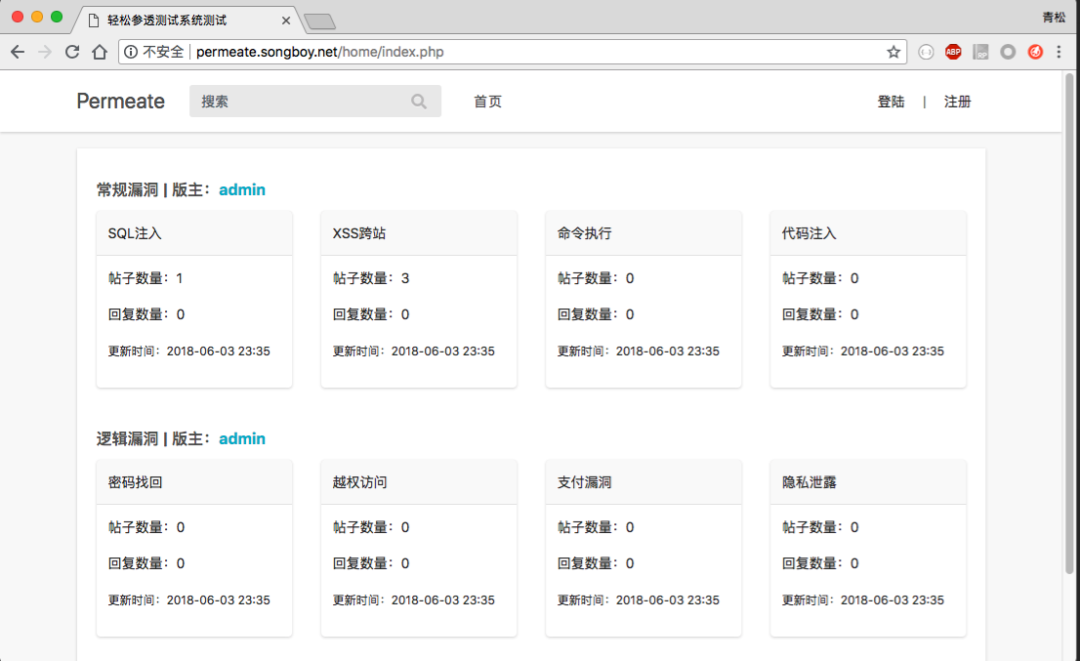 轻松参透测试系统测试
青松
不安全 permeate.songboy.net/home/index.php
ABP
Permeate 搜索 首页 登陆 | 注册
常规漏洞 | 版主：admin
SQL注入 XSS跨站 命令执行 代码注入
帖子数量：1 帖子数量：3 帖子数量：0 帖子数量：0
回复数量：0 回复数量：0 回复数量：0 回复数量：0
更新时间：2018-06-03 23:35 更新时间：2018-06-03 23:35 更新时间：2018-06-03 23:35 更新时间：2018-06-03 23:35
逻辑漏洞 | 版主：admin
密码找回 越权访问 支付漏洞 隐私泄露
帖子数量：0 帖子数量：0 帖子数量：0 帖子数量：0
回复数量：0 回复数量：0 回复数量：0 回复数量：0
更新时间：2018-06-03 23:35 更新时间：2018-06-03 23:35 更新时间：2018-06-03 23:35 更新时间：2018-06-03 23:35